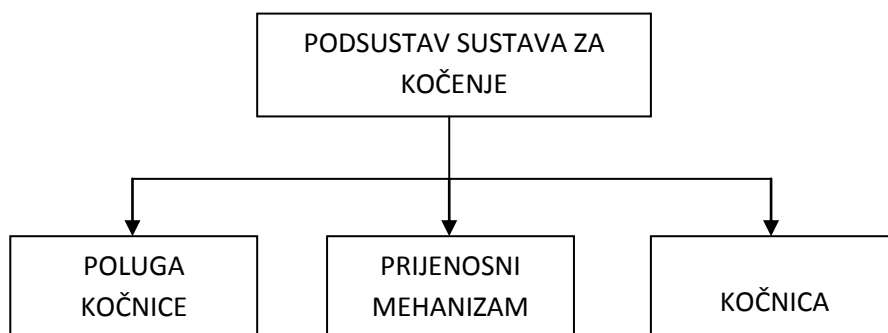 PODSUSTAV SUSTAVA ZA
KOČENJE
POLUGA
KOČNICE
PRIJENOSNI
MEHANIZAM
KOČNICA